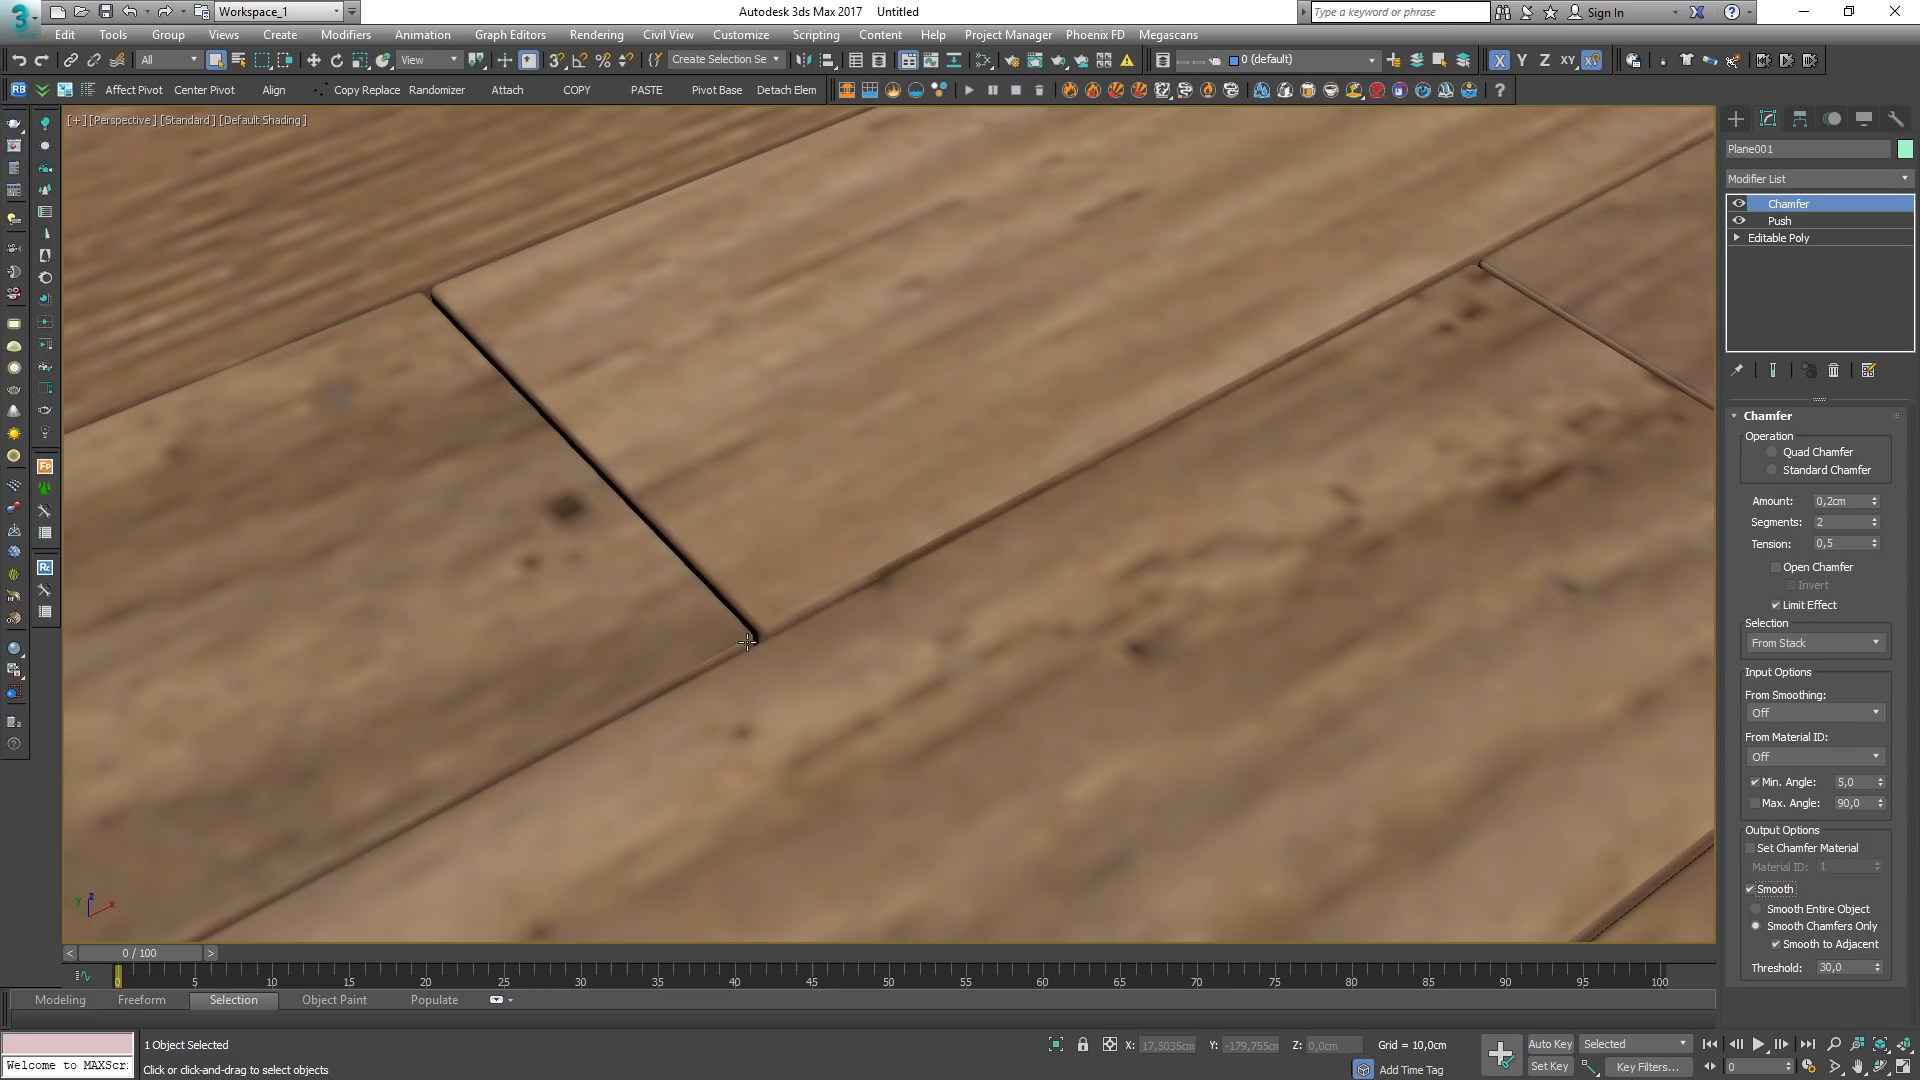 3
MAX
Workspace_1
Autodesk 3ds Max 2017    Untitled
Type a keyword or phrase
Sign In
Edit Tools Group Views Create Modifiers Animation Graph Editors Rendering Civil View Customize Scripting Content Help Project Manager Phoenix FD Megascans
All
View
Create Selection Se
0 (default)
X Y Z XY
RB Affect Pivot Center Pivot Align Copy Replace Randomizer Attach COPY PASTE Pivot Base Detach Elem
[+] [Perspective] [Standard] [Default Shading]
Plane001
Modifier List
Chamfer
Push
Editable Poly
Chamfer
Operation
Quad Chamfer
Standard Chamfer
Amount: 0,2cm
Segments: 2
Tension: 0,5
Open Chamfer
Invert
Limit Effect
Selection
From Stack
Input Options
From Smoothing:
Off
From Material ID:
Off
Min. Angle: 5,0
Max. Angle: 90,0
Output Options
Set Chamfer Material
Material ID: 1
Smooth
Smooth Entire Object
Smooth Chamfers Only
Smooth to Adjacent
Threshold: 30,0
Fp
Rc
z
y
x
< 0 / 100 >
0 5 10 15 20 25 30 35 40 45 50 55 60 65 70 75 80 85 90 95 100
Modeling Freeform Selection Object Paint Populate
1 Object Selected
X: 17,5035cm Y: -179,755cm Z: 0,0cm Grid = 10,0cm
Auto Key Selected
Welcome to MAXScr:
Click or click-and-drag to select objects
Add Time Tag
Set Key Key Filters... 0